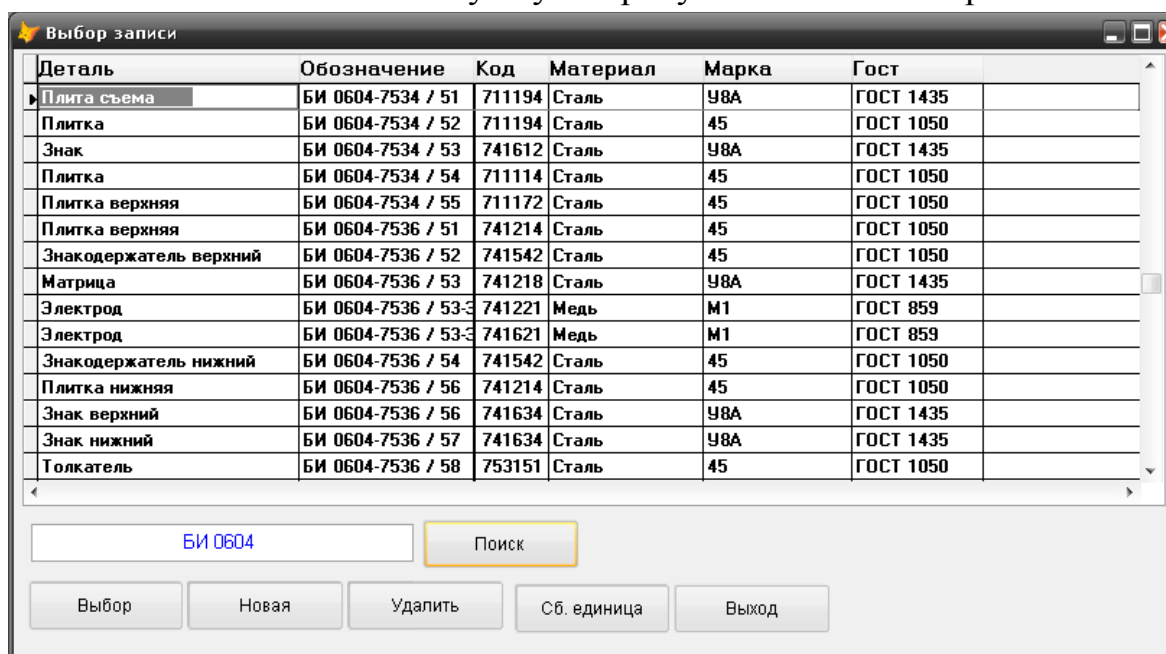 Выбор записи
Деталь Обозначение Код Материал Марка Гост
Плита съема БИ 0604-7534 / 51 711194 Сталь У8А ГОСТ 1435
Плитка БИ 0604-7534 / 52 711194 Сталь 45 ГОСТ 1050
Знак БИ 0604-7534 / 53 741612 Сталь У8А ГОСТ 1435
Плитка БИ 0604-7534 / 54 711114 Сталь 45 ГОСТ 1050
Плитка верхняя БИ 0604-7534 / 55 711172 Сталь 45 ГОСТ 1050
Плитка верхняя БИ 0604-7536 / 51 741214 Сталь 45 ГОСТ 1050
Знакодержатель верхний БИ 0604-7536 / 52 741542 Сталь 45 ГОСТ 1050
Матрица БИ 0604-7536 / 53 741218 Сталь У8А ГОСТ 1435
Электрод БИ 0604-7536 / 53-Э 741221 Медь М1 ГОСТ 859
Электрод БИ 0604-7536 / 53-Э 741621 Медь М1 ГОСТ 859
Знакодержатель нижний БИ 0604-7536 / 54 741542 Сталь 45 ГОСТ 1050
Плитка нижняя БИ 0604-7536 / 56 741214 Сталь 45 ГОСТ 1050
Знак верхний БИ 0604-7536 / 56 741634 Сталь У8А ГОСТ 1435
Знак нижний БИ 0604-7536 / 57 741634 Сталь У8А ГОСТ 1435
Толкатель БИ 0604-7536 / 58 753151 Сталь 45 ГОСТ 1050
БИ 0604 Поиск
Выбор Новая Удалить Сб. единица Выход